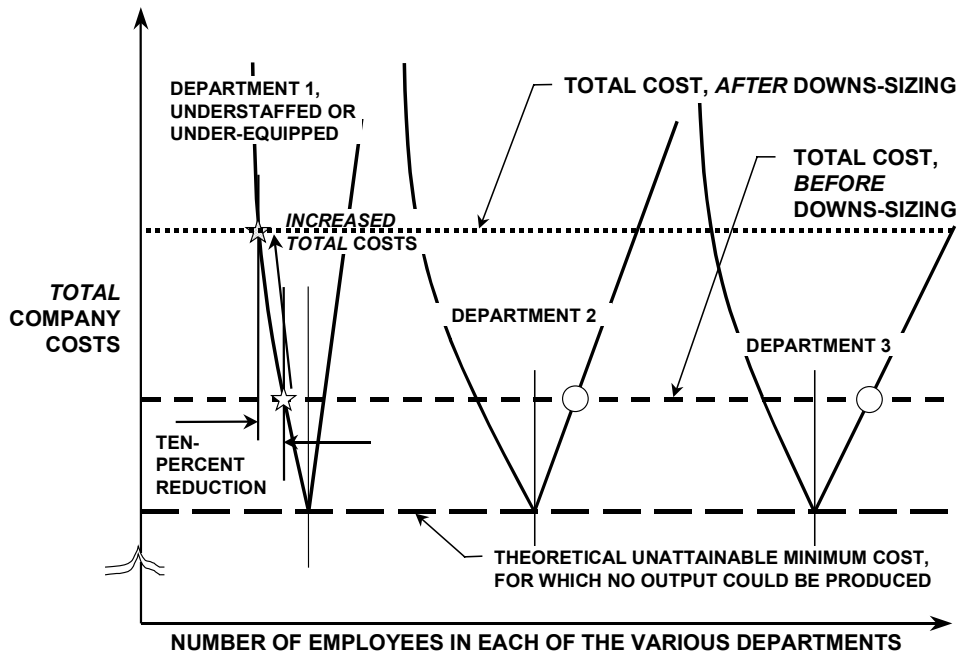 DEPARTMENT 1,
UNDERSTAFFED OR
UNDER-EQUIPPED
TOTAL COST, AFTER DOWNS-SIZING
TOTAL COST,
BEFORE
DOWNS-SIZING
INCREASED
TOTAL COSTS
TOTAL
COMPANY
COSTS
DEPARTMENT 2
DEPARTMENT 3
TEN-
PERCENT
REDUCTION
THEORETICAL UNATTAINABLE MINIMUM COST,
FOR WHICH NO OUTPUT COULD BE PRODUCED
NUMBER OF EMPLOYEES IN EACH OF THE VARIOUS DEPARTMENTS